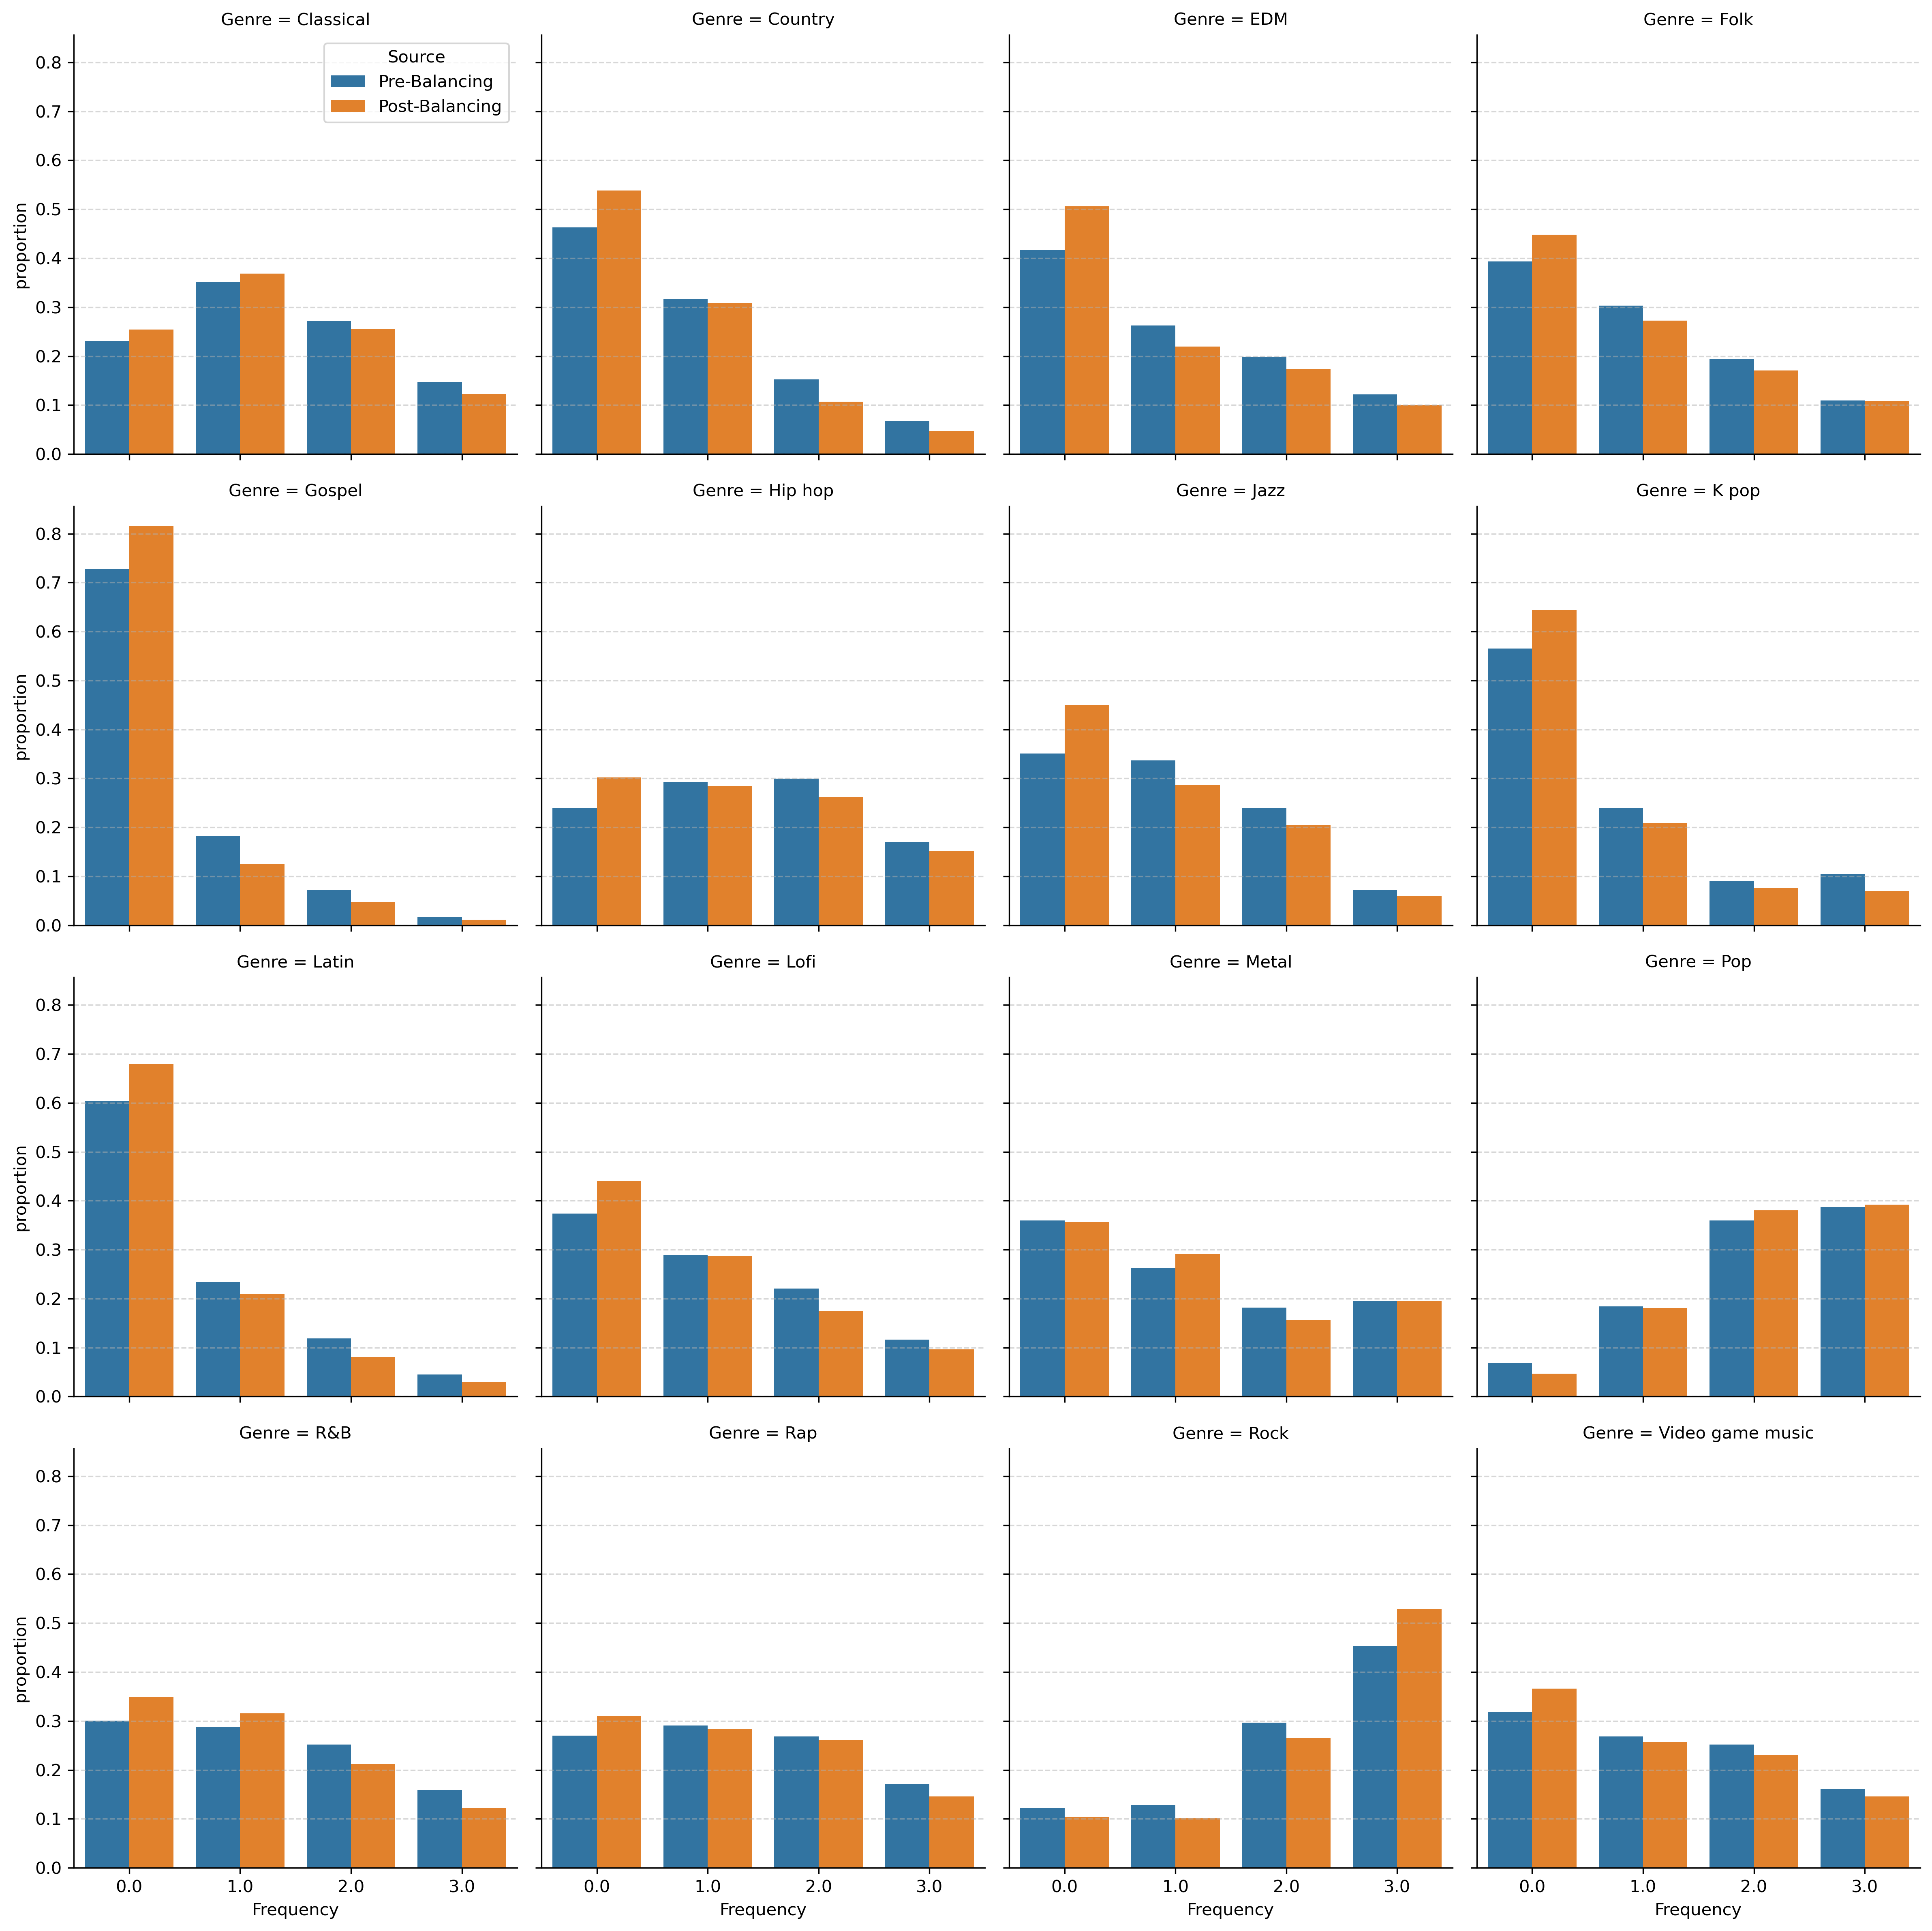 Genre = Classical
Genre = Country
Genre = EDM
Genre = Folk
Source
Pre-Balancing
Post-Balancing
proportion
0.8
0.7
0.6
0.5
0.4
0.3
0.2
0.1
0.0
Genre = Gospel
Genre = Hip hop
Genre = Jazz
Genre = K pop
proportion
0.8
0.7
0.6
0.5
0.4
0.3
0.2
0.1
0.0
Genre = Latin
Genre = Lofi
Genre = Metal
Genre = Pop
proportion
0.8
0.7
0.6
0.5
0.4
0.3
0.2
0.1
0.0
Genre = R&B
Genre = Rap
Genre = Rock
Genre = Video game music
proportion
0.8
0.7
0.6
0.5
0.4
0.3
0.2
0.1
0.0
0.0 1.0 2.0 3.0
Frequency
0.0 1.0 2.0 3.0
Frequency
0.0 1.0 2.0 3.0
Frequency
0.0 1.0 2.0 3.0
Frequency